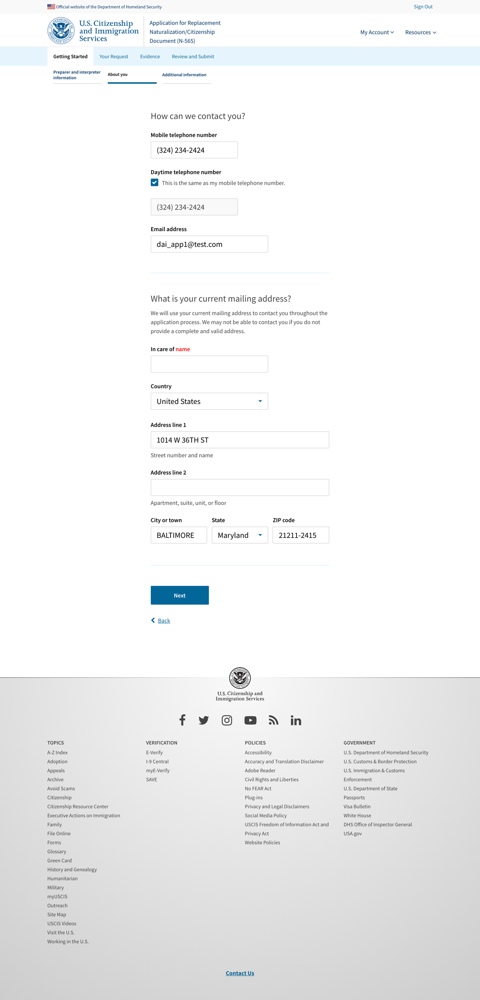 Official website of the Department of Homeland Security
Sign Out
U.S. Citizenship
and Immigration
Services
Application for Replacement
Naturalization/Citizenship
Document (N-565)
My Account
Resources
Getting Started
Your Request
Evidence
Review and Submit
Preparer and interpreter
information
About you
Additional information
How can we contact you?
Mobile telephone number
(324) 234-2424
Daytime telephone number
This is the same as my mobile telephone number.
(324) 234-2424
Email address
dai_app1@test.com
What is your current mailing address?
We will use your current mailing address to contact you throughout the
application process. We may not be able to contact you if you do not
provide a complete and valid address.
In care of name
Country
United States
Address line 1
1014 W 36TH ST
Street number and name
Address line 2
Apartment, suite, unit, or floor
City or town
State
ZIP code
BALTIMORE
Maryland
21211-2415
Next
Back
U.S. Citizenship and
Immigration Services
TOPICS
A-Z Index
Adoption
Appeals
Archive
Avoid Scams
Citizenship
Citizenship Resource Center
Executive Actions on Immigration
Family
File Online
Forms
Glossary
Green Card
History and Genealogy
Humanitarian
Military
myUSCIS
Outreach
Site Map
USCIS Videos
Visit the U.S.
Working in the U.S.
VERIFICATION
E-Verify
I-9 Central
myE-Verify
SAVE
POLICIES
Accessibility
Accuracy and Translation Disclaimer
Adobe Reader
Civil Rights and Liberties
No FEAR Act
Plug-ins
Privacy and Legal Disclaimers
Social Media Policy
USCIS Freedom of Information Act and
Privacy Act
Website Policies
GOVERNMENT
U.S. Department of Homeland Security
U.S. Customs & Border Protection
U.S. Immigration & Customs
Enforcement
U.S. Department of State
Passports
Visa Bulletin
White House
DHS Office of Inspector General
USA.gov
Contact Us